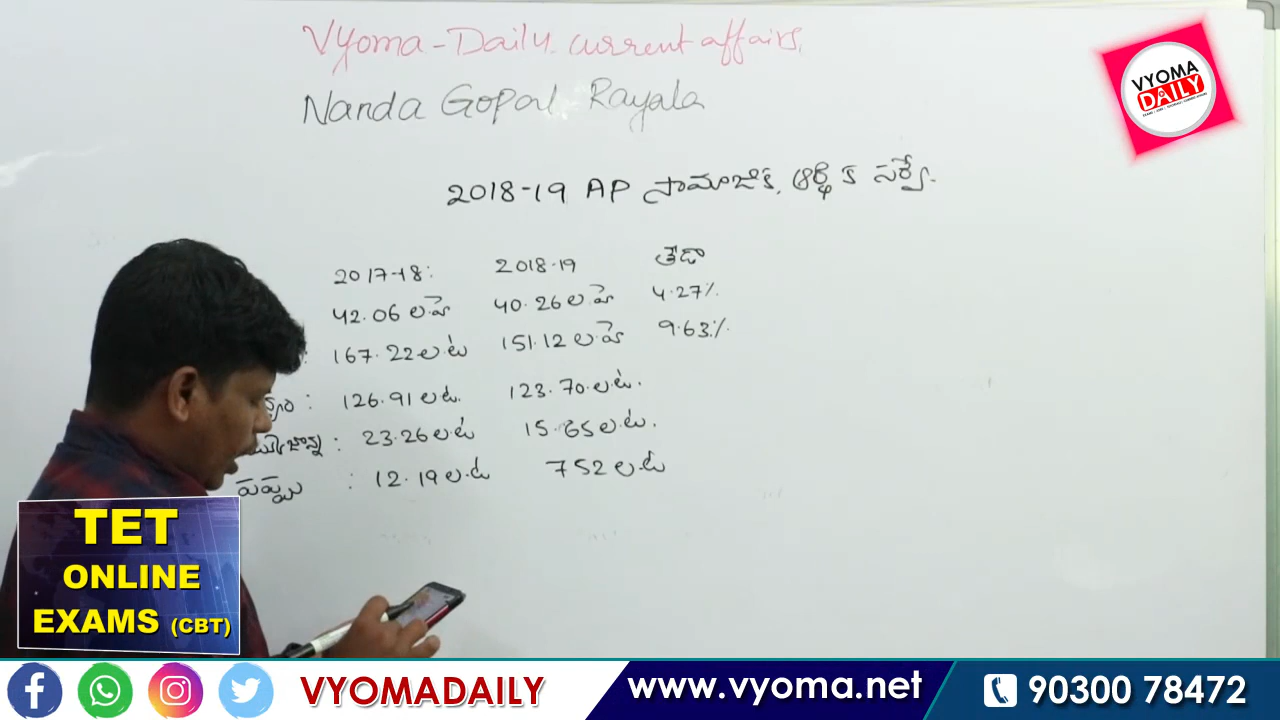 Vyoma - Daily. current affairs,
Nanda Gopal Rayala
VYOMA
DAILY
2018-19 AP సామాజిక, ఆర్థిక సర్వే.
2017-18: 2018-19 తేడా
42.06 ల.హె 40.26 ల.హె 4.27%
: 167.22 ల.ట 151.12 ల.హె 9.63%
: 126.91 ల.ట. 123.70 ల.ట.
: 23.26 ల.ట 15.65 ల.ట.
పప్పు : 12.19 ల.ట 752 ల.ట
TET
ONLINE
EXAMS (CBT)
VYOMADAILY www.vyoma.net 90300 78472